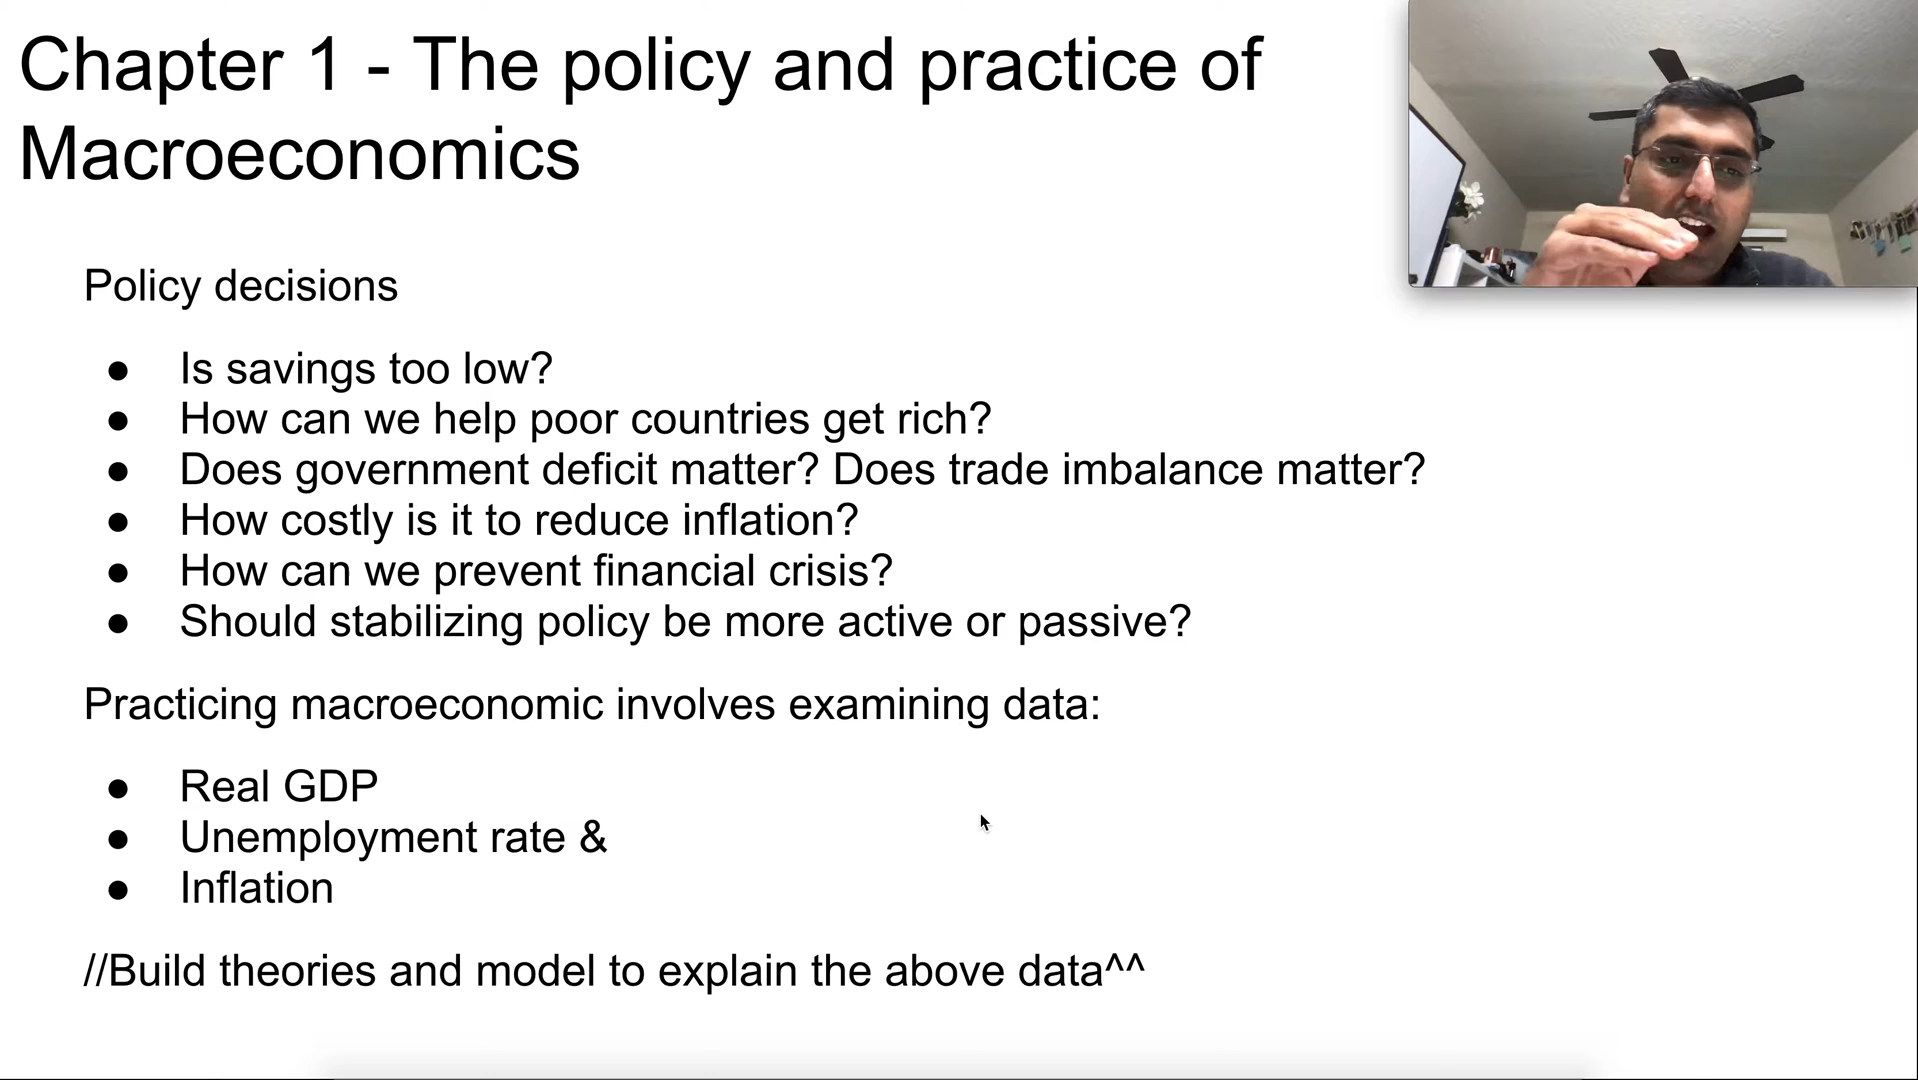 Chapter 1 - The policy and practice of
Macroeconomics
Policy decisions
● Is savings too low?
● How can we help poor countries get rich?
● Does government deficit matter? Does trade imbalance matter?
● How costly is it to reduce inflation?
● How can we prevent financial crisis?
● Should stabilizing policy be more active or passive?
Practicing macroeconomic involves examining data:
● Real GDP
● Unemployment rate &
● Inflation
//Build theories and model to explain the above data^^